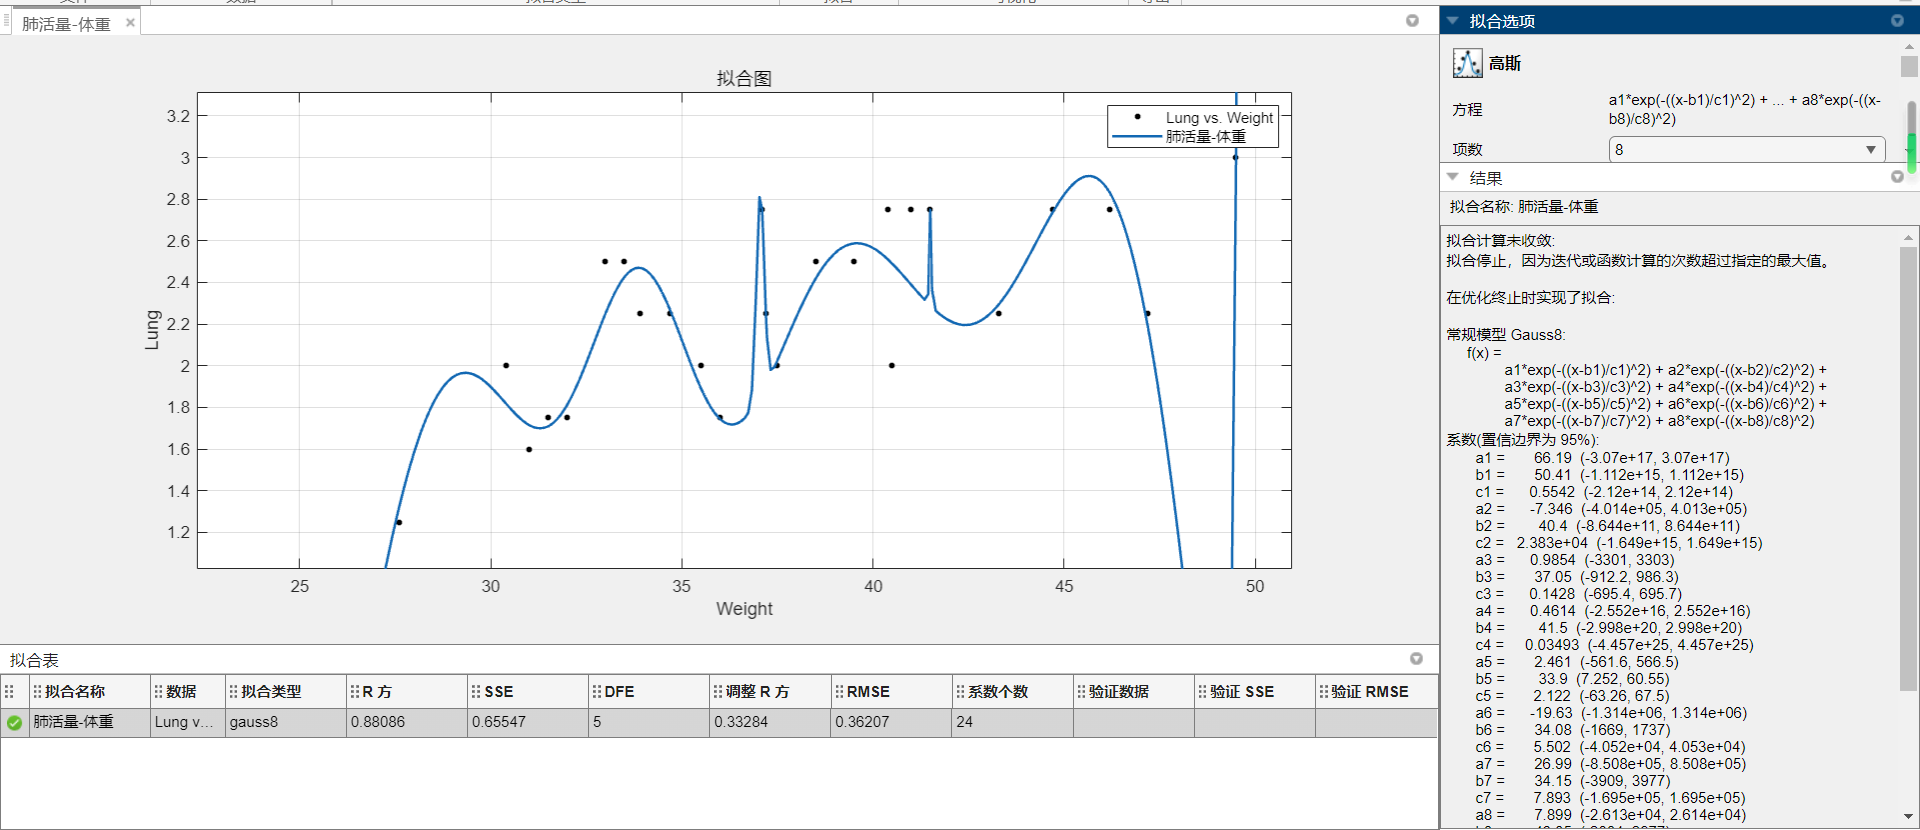 肺活量-体重
拟合图
3.2
3
2.8
2.6
2.4
2.2
2
1.8
1.6
1.4
1.2
Lung
25
30
35
40
45
50
Weight
Lung vs. Weight
肺活量-体重
拟合选项
高斯
方程
a1*exp(-((x-b1)/c1)^2) + ... + a8*exp(-((x-
b8)/c8)^2)
项数
8
结果
拟合名称: 肺活量-体重
拟合计算未收敛:
拟合停止，因为迭代或函数计算的次数超过指定的最大值。
在优化终止时实现了拟合:
常规模型 Gauss8:
f(x) =
a1*exp(-((x-b1)/c1)^2) + a2*exp(-((x-b2)/c2)^2) +
a3*exp(-((x-b3)/c3)^2) + a4*exp(-((x-b4)/c4)^2) +
a5*exp(-((x-b5)/c5)^2) + a6*exp(-((x-b6)/c6)^2) +
a7*exp(-((x-b7)/c7)^2) + a8*exp(-((x-b8)/c8)^2)
系数(置信边界为 95%):
a1 = 66.19 (-3.07e+17, 3.07e+17)
b1 = 50.41 (-1.112e+15, 1.112e+15)
c1 = 0.5542 (-2.12e+14, 2.12e+14)
a2 = -7.346 (-4.014e+05, 4.013e+05)
b2 = 40.4 (-8.644e+11, 8.644e+11)
c2 = 2.383e+04 (-1.649e+15, 1.649e+15)
a3 = 0.9854 (-3301, 3303)
b3 = 37.05 (-912.2, 986.3)
c3 = 0.1428 (-695.4, 695.7)
a4 = 0.4614 (-2.552e+16, 2.552e+16)
b4 = 41.5 (-2.998e+20, 2.998e+20)
c4 = 0.03493 (-4.457e+25, 4.457e+25)
a5 = 2.461 (-561.6, 566.5)
b5 = 33.9 (7.252, 60.55)
c5 = 2.122 (-63.26, 67.5)
a6 = -19.63 (-1.314e+06, 1.314e+06)
b6 = 34.08 (-1669, 1737)
c6 = 5.502 (-4.052e+04, 4.053e+04)
a7 = 26.99 (-8.508e+05, 8.508e+05)
b7 = 34.15 (-3909, 3977)
c7 = 7.893 (-1.695e+05, 1.695e+05)
a8 = 7.899 (-2.613e+04, 2.614e+04)
拟合表
拟合名称 数据 拟合类型 R 方 SSE DFE 调整 R 方 RMSE 系数个数 验证数据 验证 SSE 验证 RMSE
肺活量-体重 Lung v... gauss8 0.88086 0.65547 5 0.33284 0.36207 24